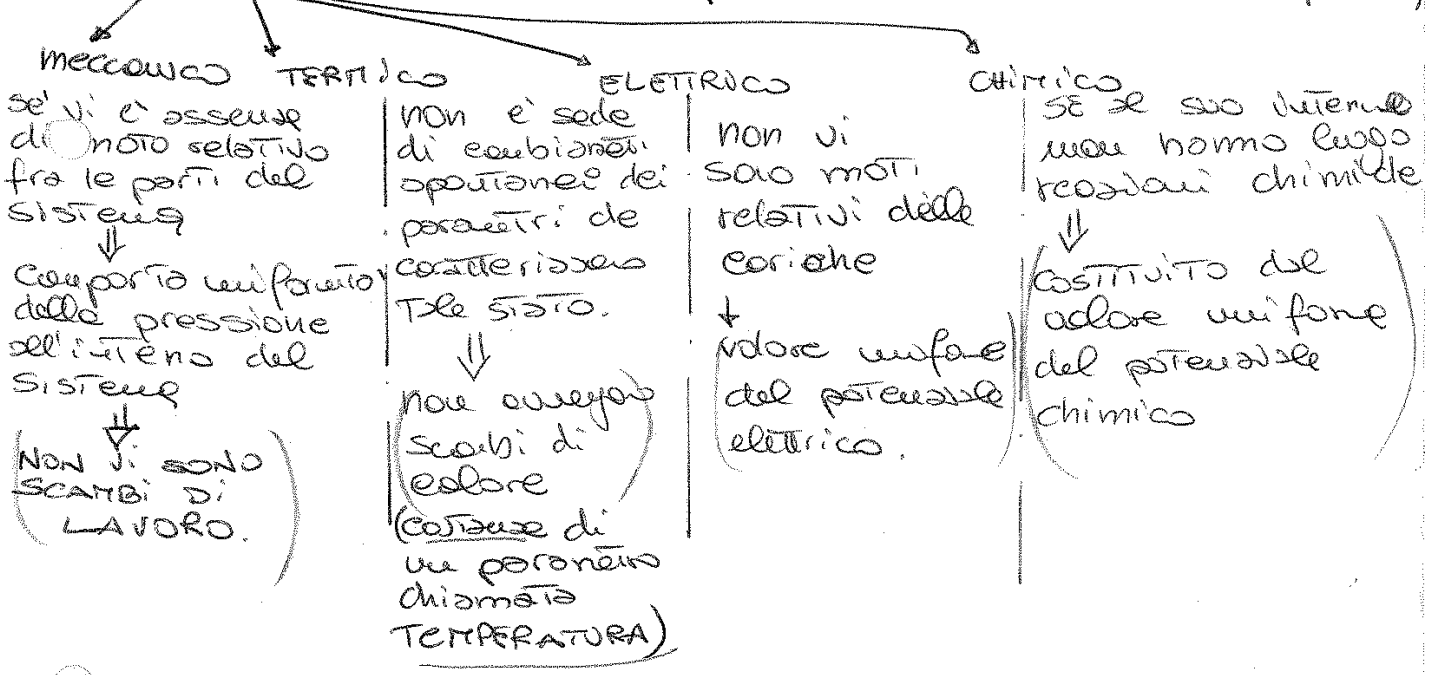 meccanico
se' vi è assenza
di moto relativo
fra le parti del
sistema
⇓
comporta uniformità
della pressione
all'interno del
sistema
⇓
(NON Vi SONO
SCAMBi Di
LAVORO.)
TERMICO
non è sede
di cambiamenti
spontanei dei
parametri che
caratterizzano
tale stato.
⇓
(non avvengono
scambi di
calore)
(costanza di
un parametro
chiamato
TEMPERATURA)
ELETTRICO
non vi
sono moti
relativi delle
cariche
↓
(valore uniforme
del potenziale
elettrico.)
CHIMICO
SE al suo interno
non hanno luogo
reazioni chimiche
⇓
(COSTITUITO dal
valore uniforme
del potenziale
chimico)